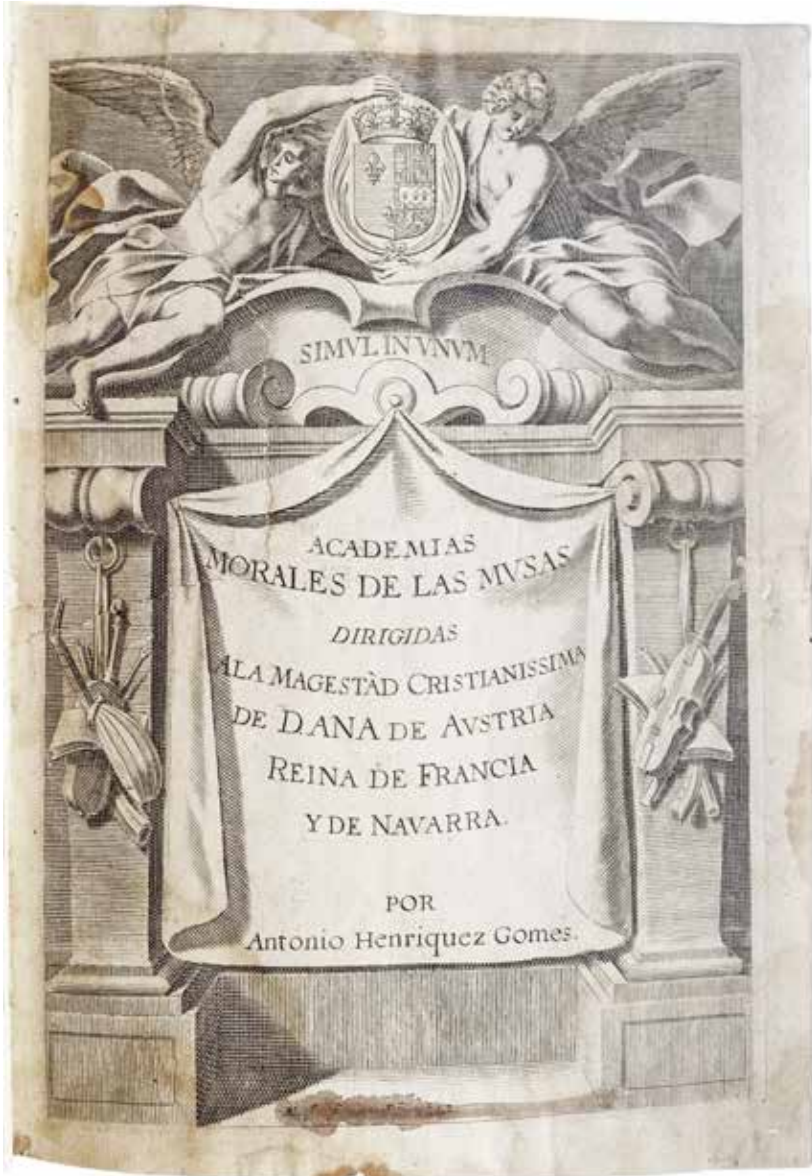 SIMVL IN VNVM
ACADEMIAS
MORALES DE LAS MVSAS
DIRIGIDAS
A LA MAGESTÀD CRISTIANISSIMA
DE D.ANA DE AVSTRIA
REINA DE FRANCIA
Y DE NAVARRA.
POR
Antonio Henriquez Gomes.